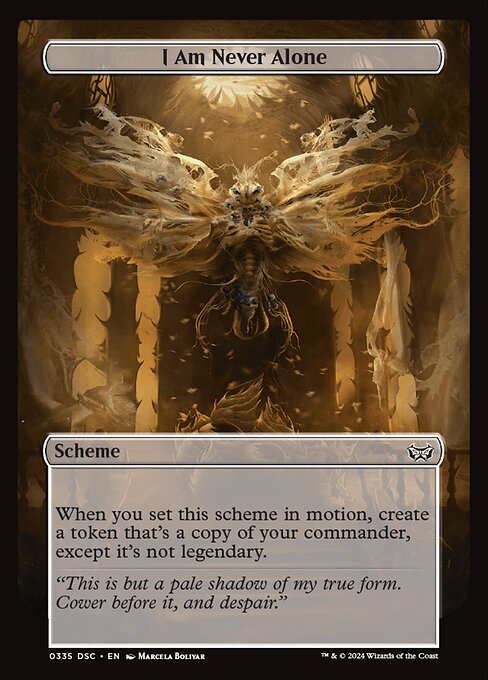 I Am Never Alone
Scheme
When you set this scheme in motion, create
a token that's a copy of your commander,
except it's not legendary.
“This is but a pale shadow of my true form.
Cower before it, and despair.”
0335 DSC • EN Marcela Bolívar
™ & © 2024 Wizards of the Coast